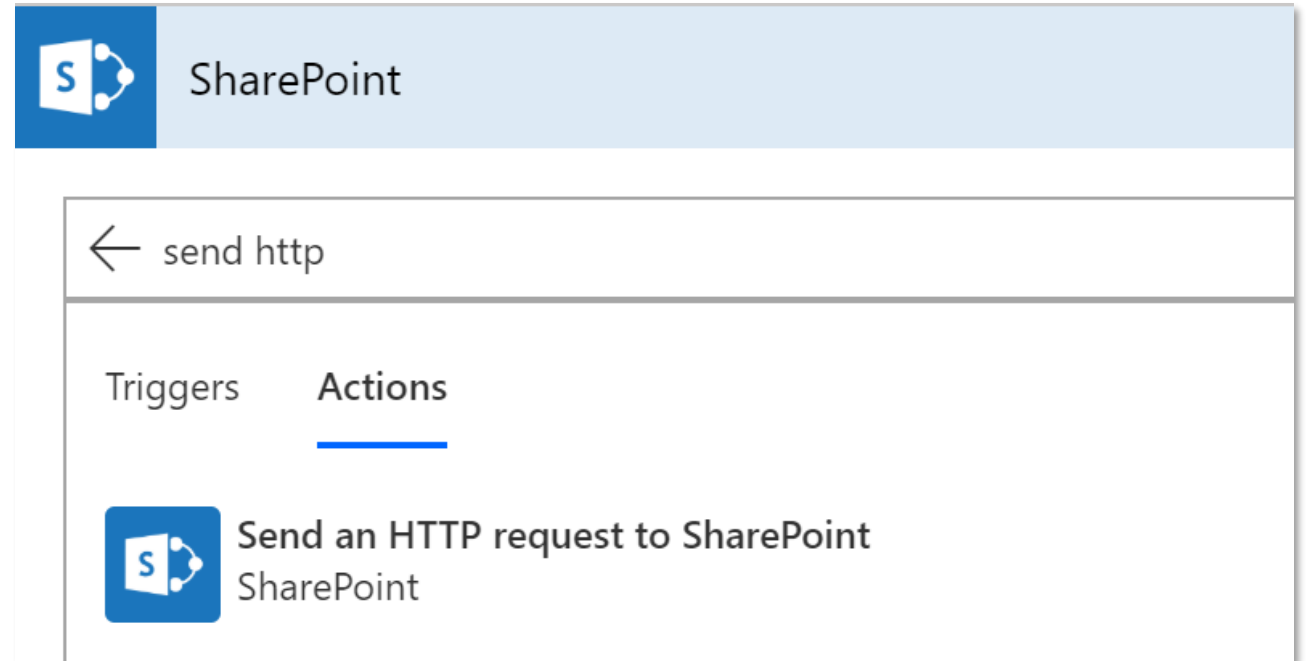 SharePoint
send http
Triggers Actions
Send an HTTP request to SharePoint
SharePoint